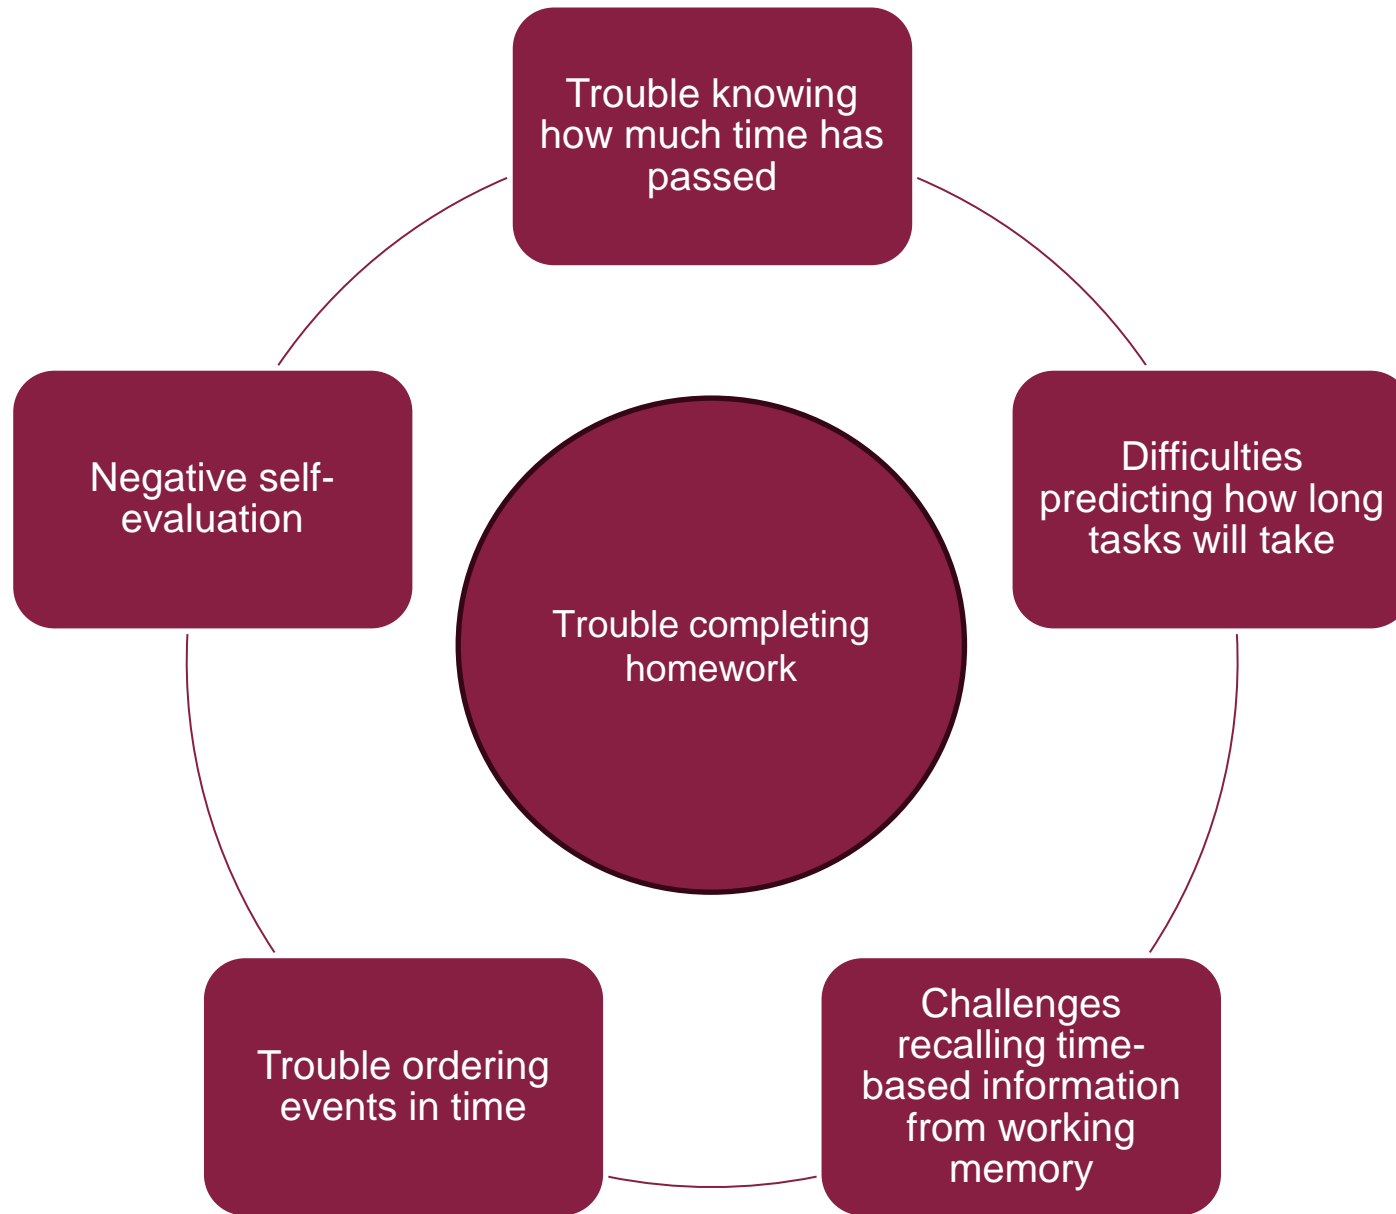 Trouble knowing
how much time has
passed
Difficulties
predicting how long
tasks will take
Challenges
recalling time-
based information
from working
memory
Trouble ordering
events in time
Negative self-
evaluation
Trouble completing
homework